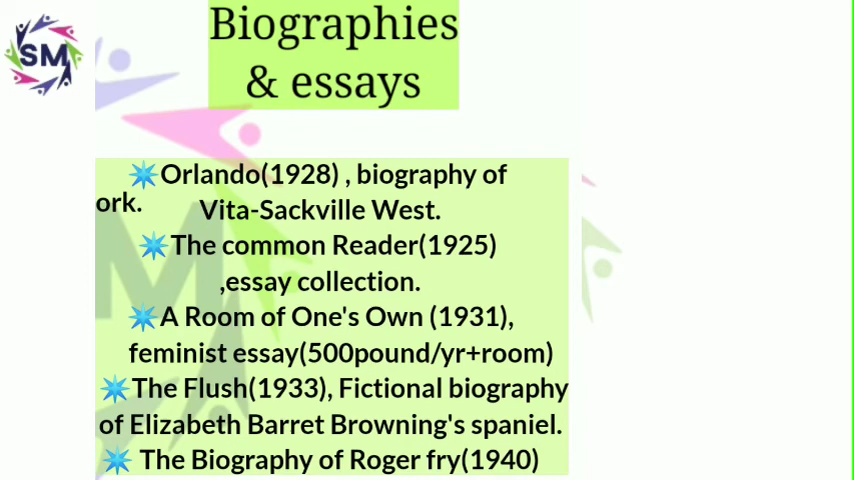 SM
Biographies
& essays
Orlando(1928) , biography of
ork.
Vita-Sackville West.
The common Reader(1925)
,essay collection.
A Room of One's Own (1931),
feminist essay(500pound/yr+room)
The Flush(1933), Fictional biography
of Elizabeth Barret Browning's spaniel.
The Biography of Roger fry(1940)